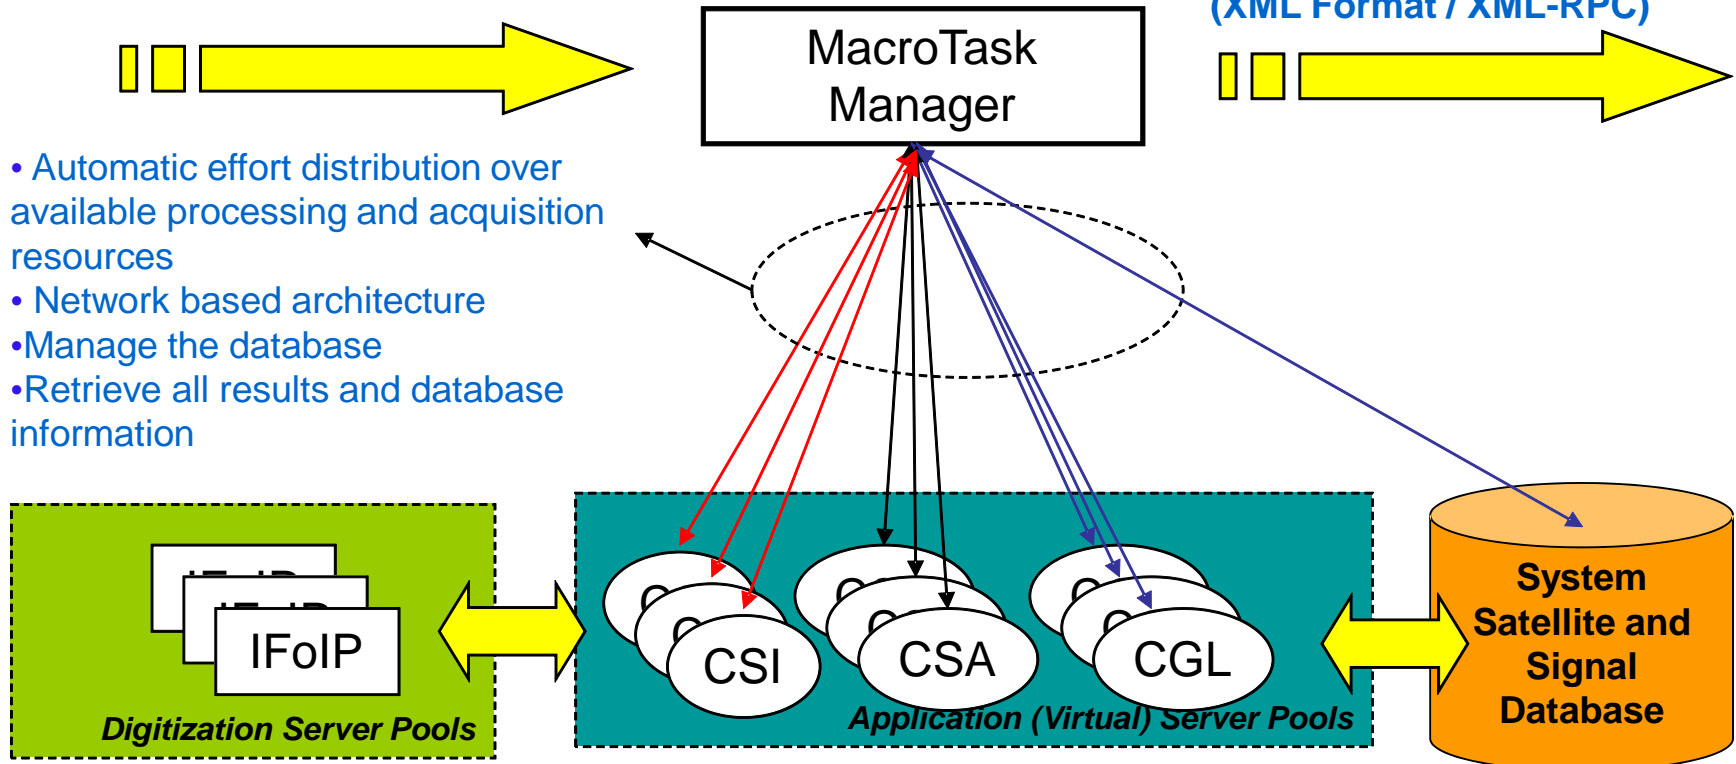 (XML Format / XML-RPC)
MacroTask
Manager
• Automatic effort distribution over
available processing and acquisition
resources
• Network based architecture
•Manage the database
•Retrieve all results and database
information
IFoIP
CSI
CSA
CGL
System
Satellite and
Signal
Database
Digitization Server Pools
Application (Virtual) Server Pools